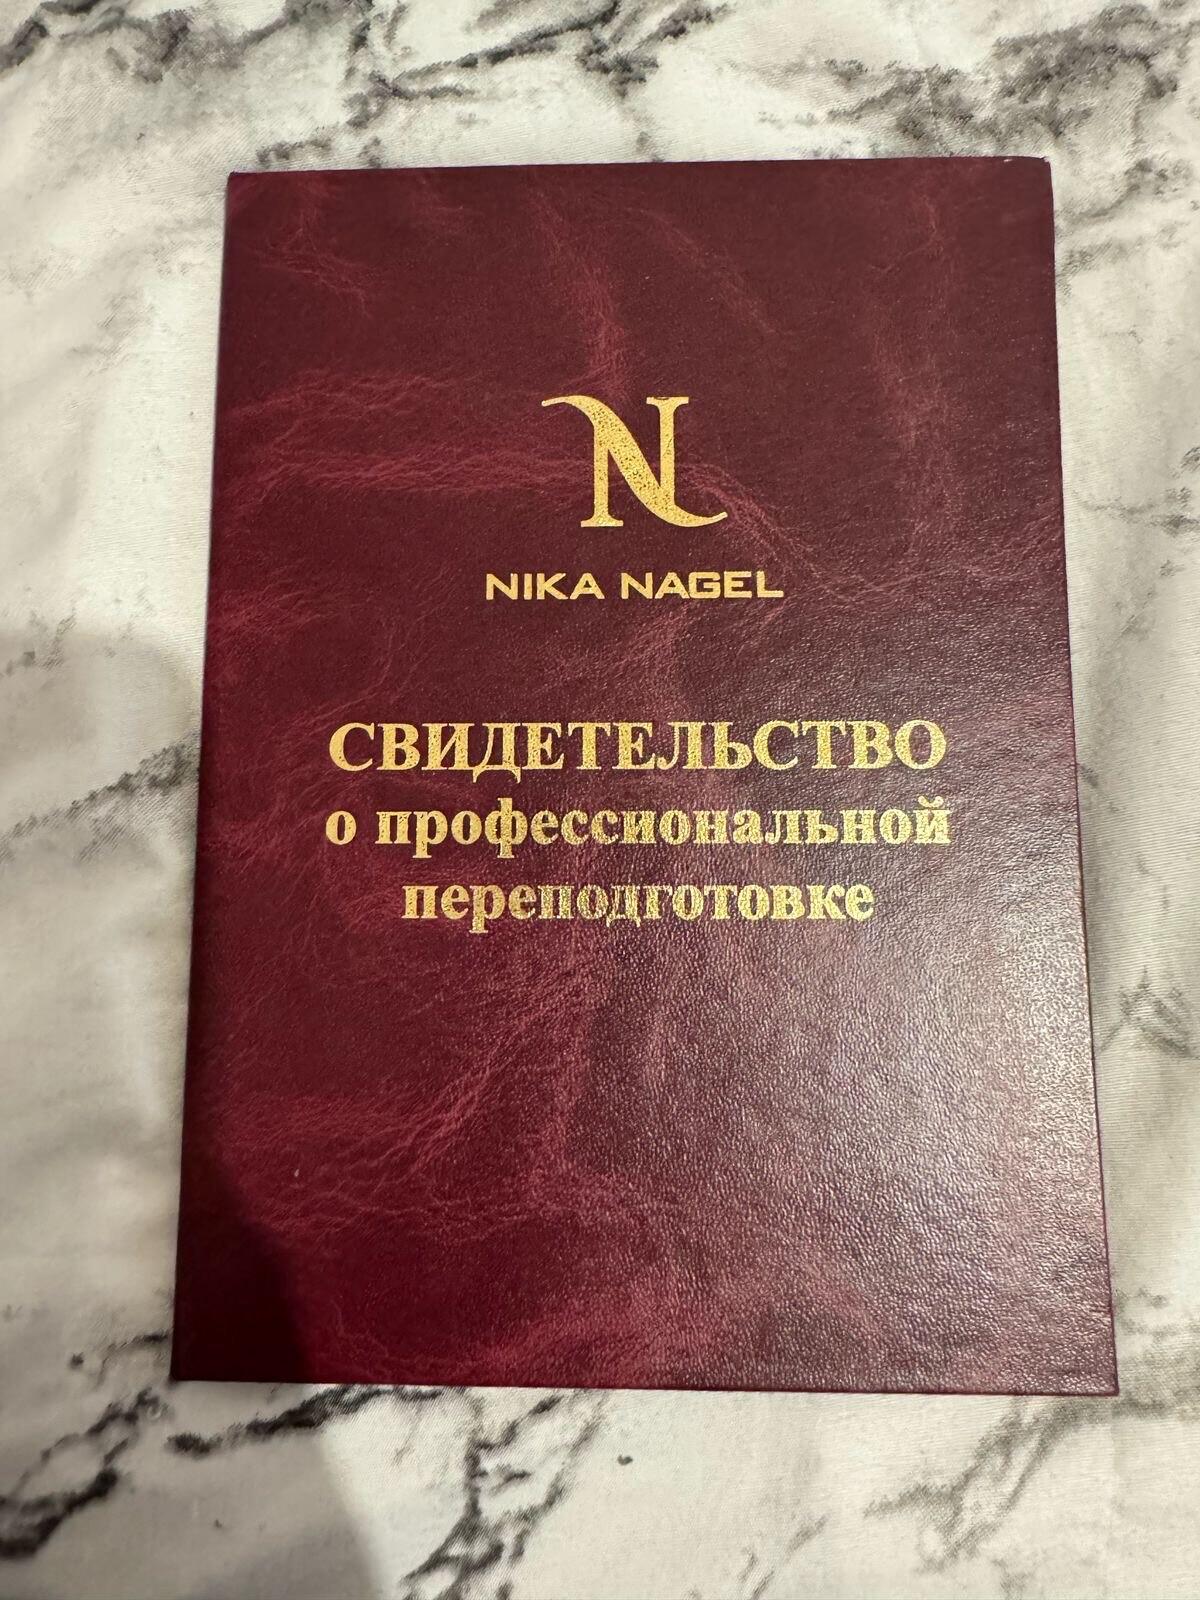 N
NIKA NAGEL
СВИДЕТЕЛЬСТВО
о профессиональной
переподготовке